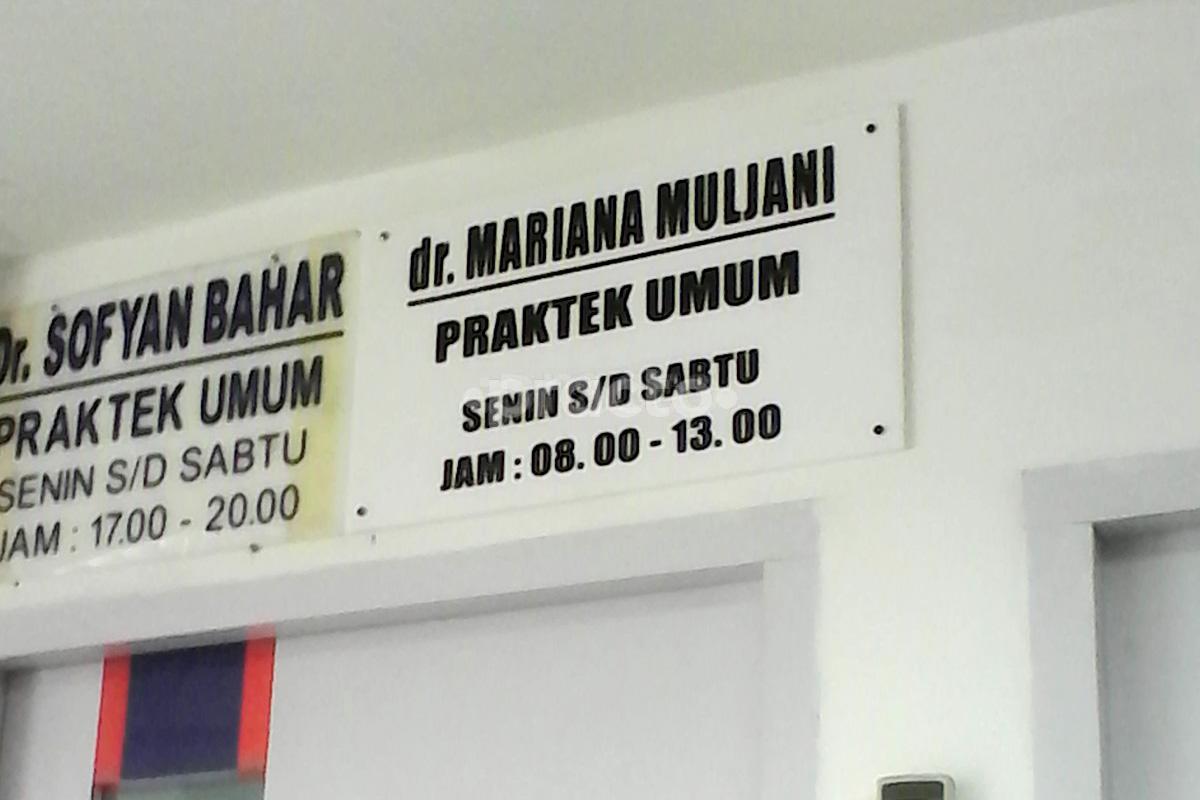 Dr. SOFYAN BAHAR
PRAKTEK UMUM
SENIN S/D SABTU
JAM : 17.00 - 20.00
dr. MARIANA MULJANI
PRAKTEK UMUM
SENIN S/D SABTU
JAM : 08.00 - 13.00